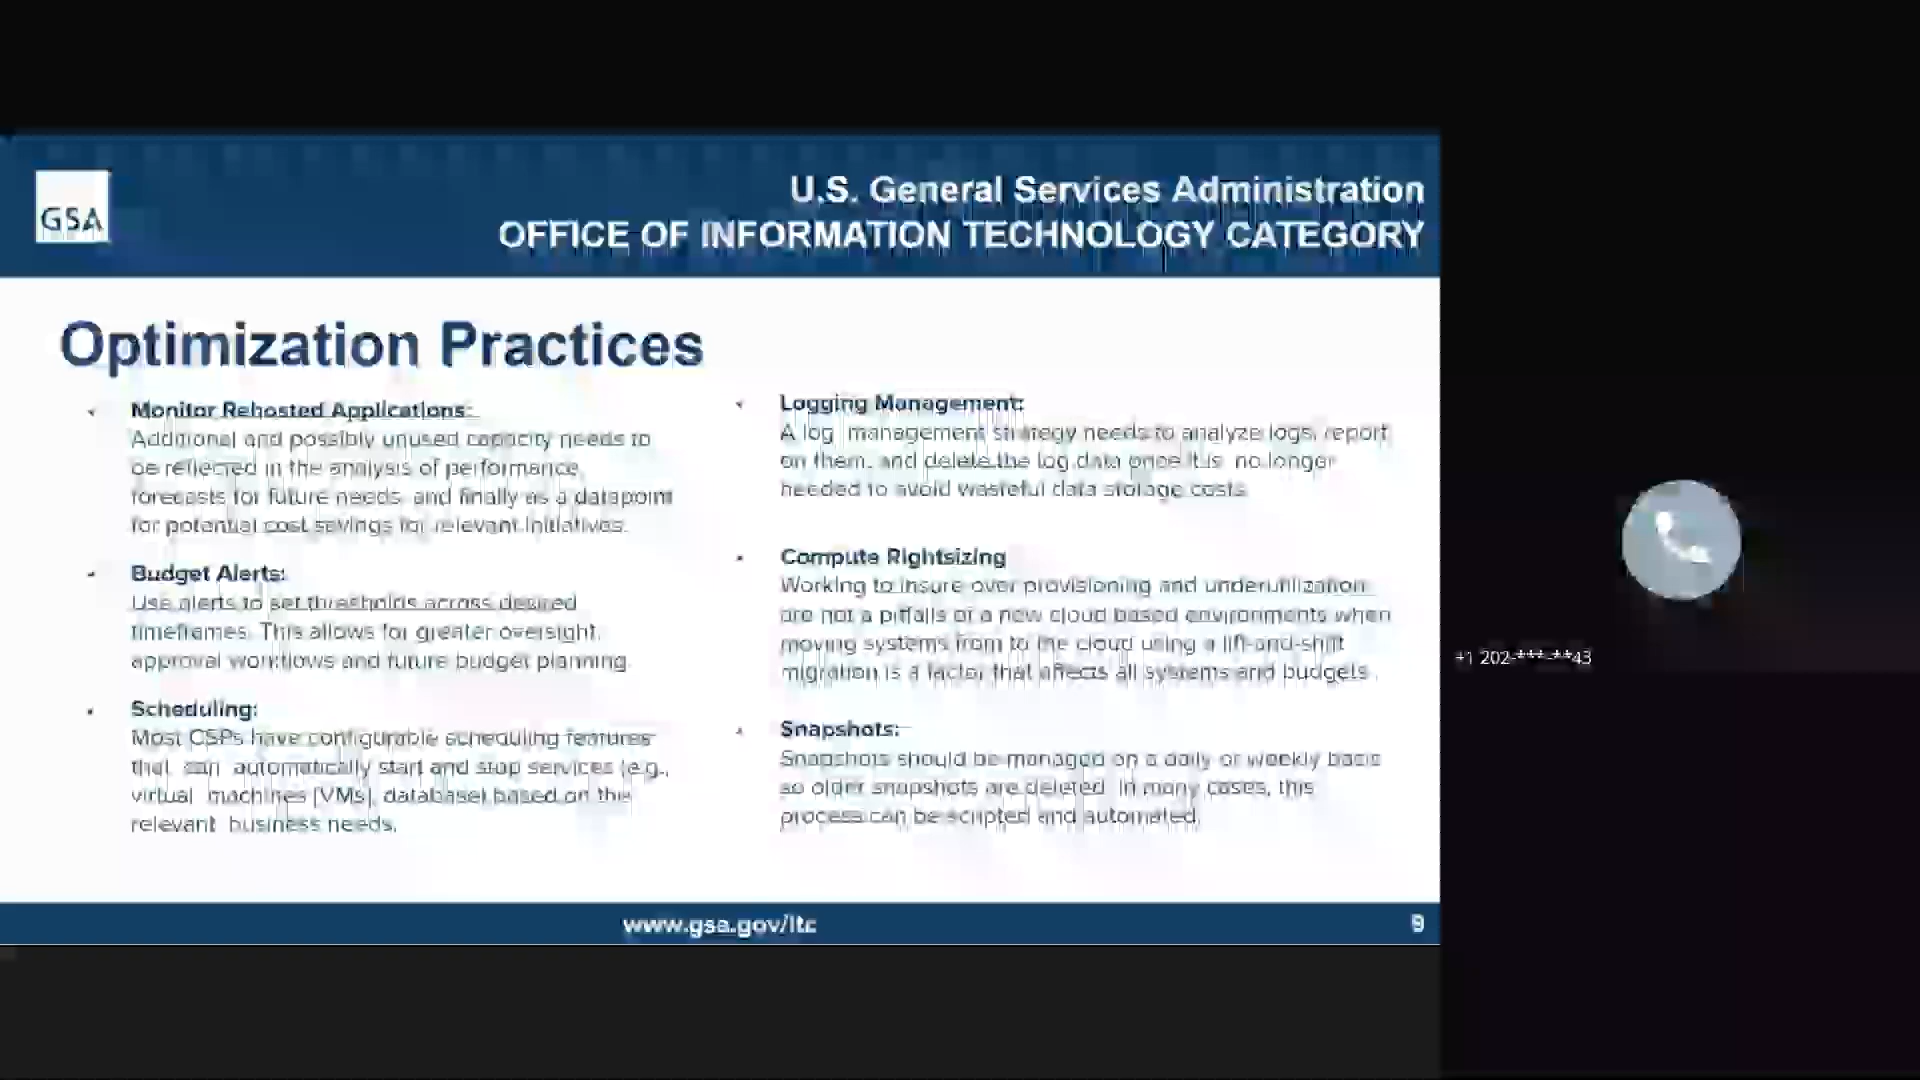 GSA
U.S. General Services Administration
OFFICE OF INFORMATION TECHNOLOGY CATEGORY
Optimization Practices
Monitor Rehosted Applications:
Additional and possibly unused capacity needs to
be reflected in the analysis of performance,
forecasts for future needs, and finally as a datapoint
for potential cost savings for relevant initiatives.
Budget Alerts:
Use alerts to set thresholds across desired
timeframes. This allows for greater oversight,
approval workflows and future budget planning.
Scheduling:
Most CSPs have configurable scheduling features
that can automatically start and stop services (e.g.,
virtual machines [VMs], database) based on the
relevant business needs.
Logging Management:
A log management strategy needs to analyze logs, report
on them, and delete the log data once it is no longer
needed to avoid wasteful data storage costs.
Compute Rightsizing
Working to insure over provisioning and underutilization
are not a pitfalls of a new cloud based environments when
moving systems from to the cloud using a lift-and-shift
migration is a factor that affects all systems and budgets.
Snapshots:
Snapshots should be managed on a daily or weekly basis
so older snapshots are deleted. In many cases, this
process can be scripted and automated.
www.gsa.gov/itc
9
+1 202-***-**43